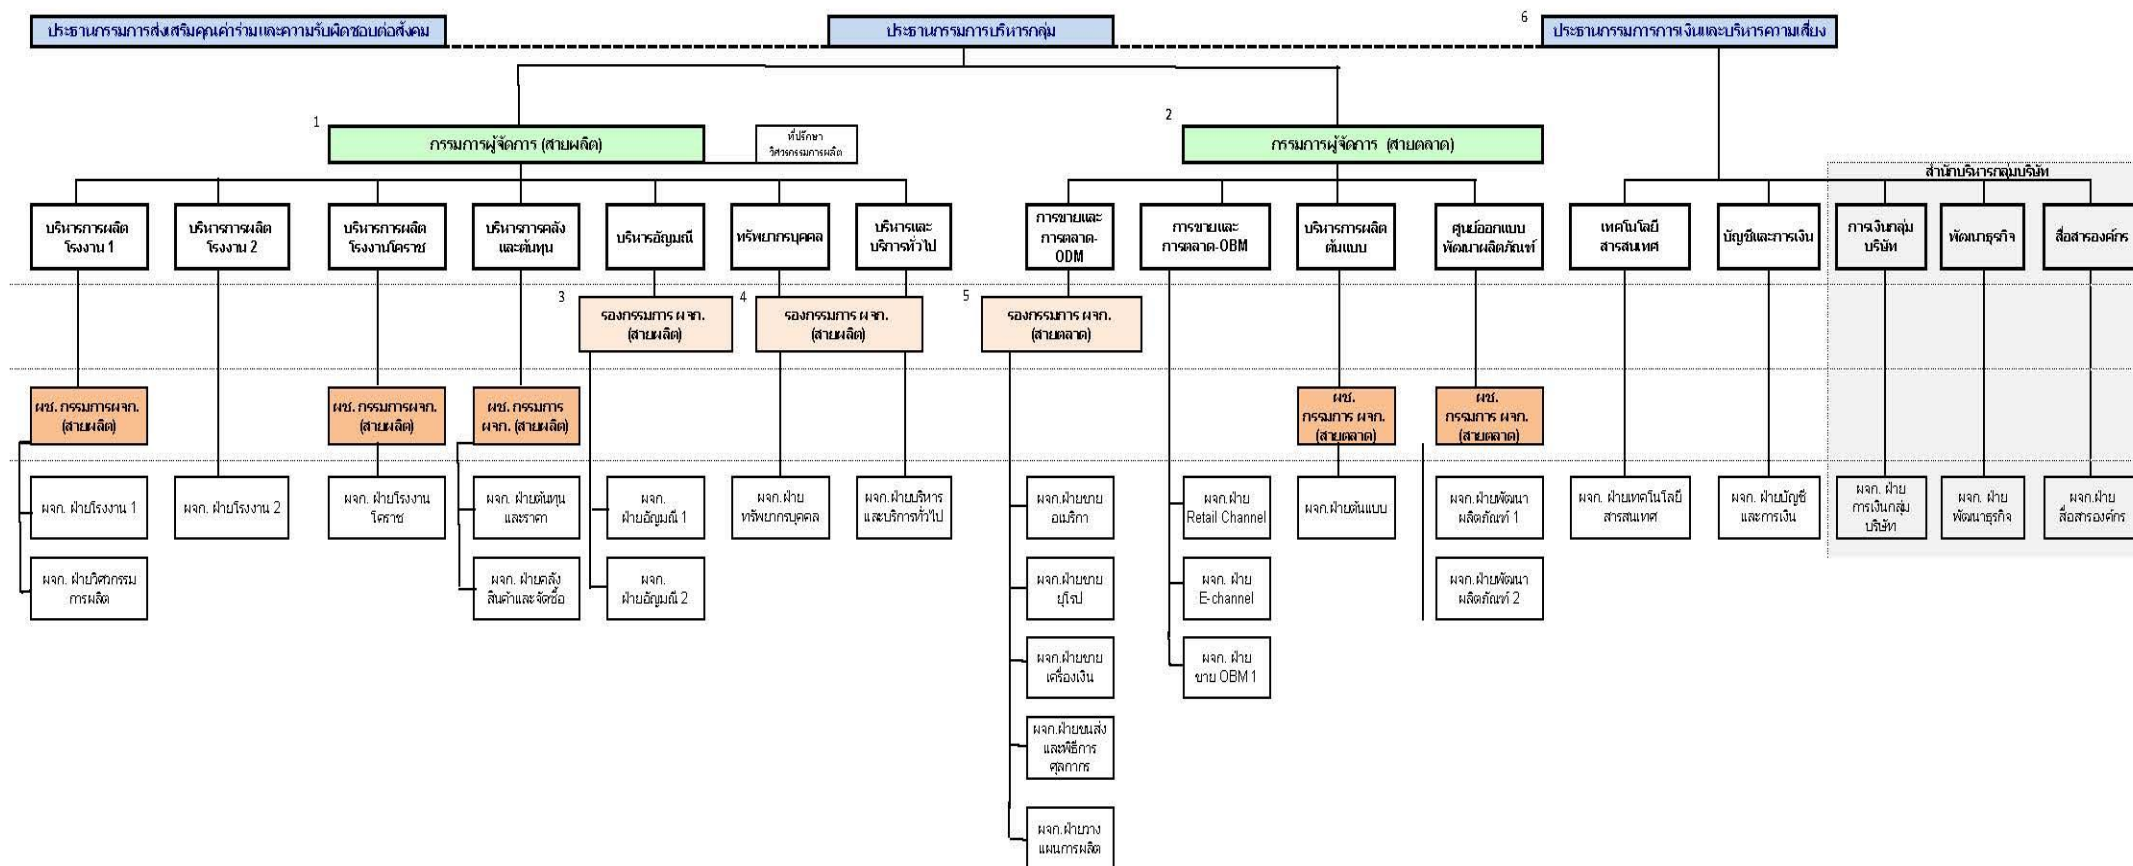 ประธานกรรมการส่งเสริมคุณค่าร่วมและความรับผิดชอบต่อสังคม
ประธานกรรมการบริหารกลุ่ม
6
ประธานกรรมการการเงินและบริหารความเสี่ยง
1
กรรมการผู้จัดการ (สายผลิต)
ที่ปรึกษา
วิศวกรรมการผลิต
2
กรรมการผู้จัดการ (สายตลาด)
สำนักบริหารกลุ่มบริษัท
บริหารการผลิต
โรงงาน 1
บริหารการผลิต
โรงงาน 2
บริหารการผลิต
โรงงานโคราช
บริหารการคลัง
และต้นทุน
บริหารอัญมณี
ทรัพยากรบุคคล
บริหารและ
บริการทั่วไป
การขายและ
การตลาด-
ODM
การขายและ
การตลาด-OBM
บริหารการผลิต
ต้นแบบ
ศูนย์ออกแบบ
พัฒนาผลิตภัณฑ์
เทคโนโลยี
สารสนเทศ
บัญชีและการเงิน
การเงินกลุ่ม
บริษัท
พัฒนาธุรกิจ
สื่อสารองค์กร
3
รองกรรมการ ผจก.
(สายผลิต)
4
รองกรรมการ ผจก.
(สายผลิต)
5
รองกรรมการ ผจก.
(สายตลาด)
ผช. กรรมการผจก.
(สายผลิต)
ผช. กรรมการผจก.
(สายผลิต)
ผช. กรรมการ
ผจก. (สายผลิต)
ผช.
กรรมการ ผจก.
(สายตลาด)
ผช.
กรรมการ ผจก.
(สายตลาด)
ผจก. ฝ่ายโรงงาน 1
ผจก. ฝ่ายโรงงาน 2
ผจก. ฝ่ายโรงงาน
โคราช
ผจก. ฝ่ายต้นทุน
และราคา
ผจก.
ฝ่ายอัญมณี 1
ผจก.ฝ่าย
ทรัพยากรบุคคล
ผจก.ฝ่ายบริหาร
และบริการทั่วไป
ผจก.ฝ่ายขาย
อเมริกา
ผจก.ฝ่าย
Retail Channel
ผจก.ฝ่ายต้นแบบ
ผจก.ฝ่ายพัฒนา
ผลิตภัณฑ์ 1
ผจก. ฝ่ายเทคโนโลยี
สารสนเทศ
ผจก. ฝ่ายบัญชี
และการเงิน
ผจก. ฝ่าย
การเงินกลุ่ม
บริษัท
ผจก. ฝ่าย
พัฒนาธุรกิจ
ผจก.ฝ่าย
สื่อสารองค์กร
ผจก. ฝ่ายวิศวกรรม
การผลิต
ผจก. ฝ่ายคลัง
สินค้าและจัดซื้อ
ผจก.
ฝ่ายอัญมณี 2
ผจก.ฝ่ายขาย
ยุโรป
ผจก. ฝ่าย
E-channel
ผจก.ฝ่ายพัฒนา
ผลิตภัณฑ์ 2
ผจก.ฝ่ายขาย
เครื่องเงิน
ผจก. ฝ่าย
ขาย OBM 1
ผจก.ฝ่ายขนส่ง
และพิธีการ
ศุลกากร
ผจก.ฝ่ายวาง
แผนการผลิต